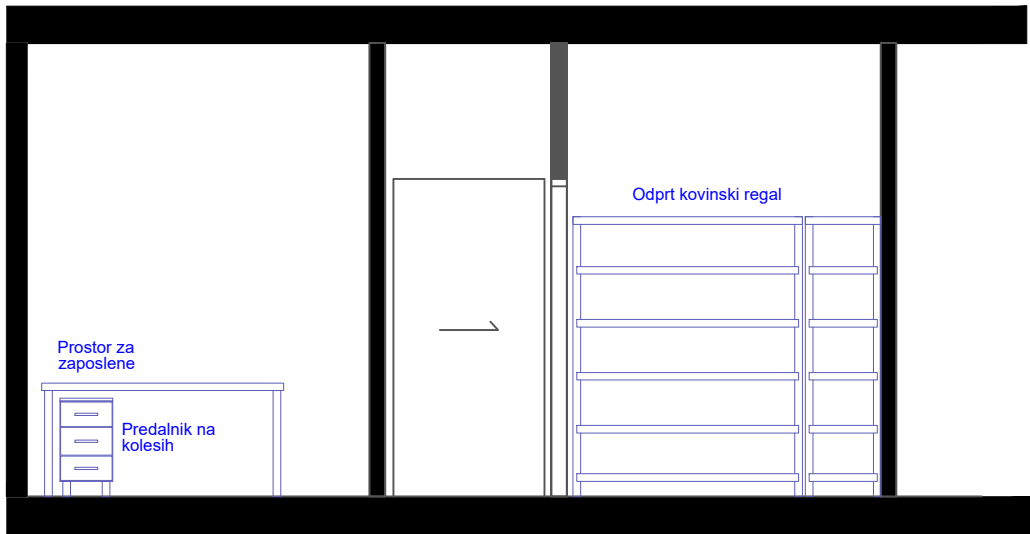 Odprt kovinski regal
Prostor za
zaposlene
Predalnik na
kolesih